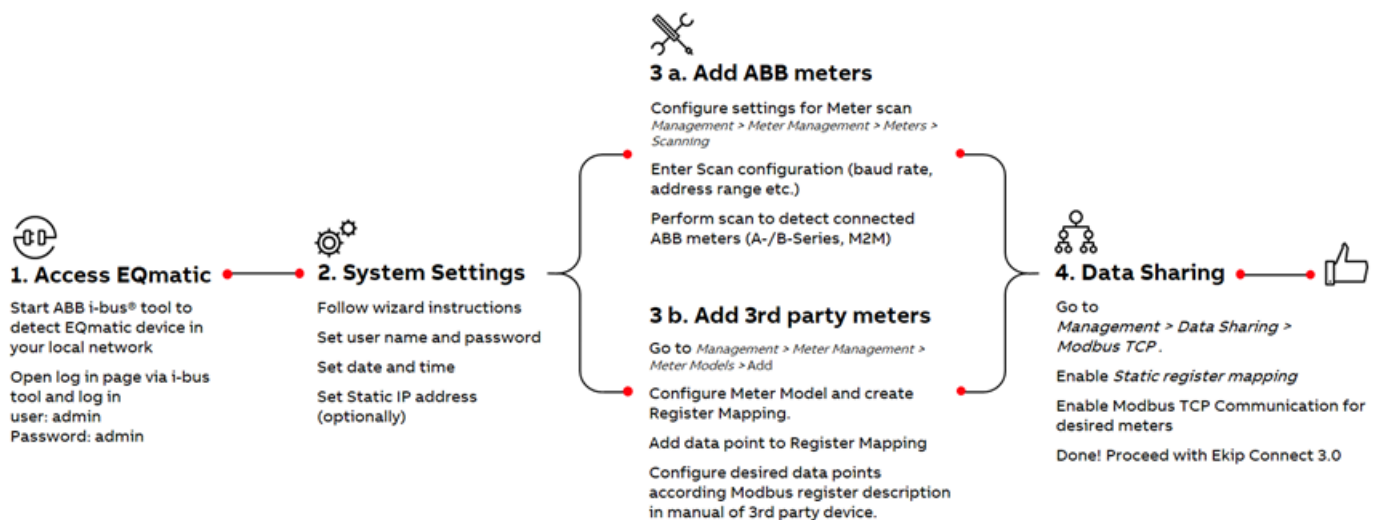 1. Access EQmatic
Start ABB i-bus® tool to
detect EQmatic device in
your local network
Open log in page via i-bus
tool and log in
user: admin
Password: admin
2. System Settings
Follow wizard instructions
Set user name and password
Set date and time
Set Static IP address
(optionally)
3 a. Add ABB meters
Configure settings for Meter scan
Management > Meter Management > Meters >
Scanning
Enter Scan configuration (baud rate,
address range etc.)
Perform scan to detect connected
ABB meters (A-/B-Series, M2M)
3 b. Add 3rd party meters
Go to Management > Meter Management >
Meter Models > Add
Configure Meter Model and create
Register Mapping.
Add data point to Register Mapping
Configure desired data points
according Modbus register description
in manual of 3rd party device.
4. Data Sharing
Go to
Management > Data Sharing >
Modbus TCP .
Enable Static register mapping
Enable Modbus TCP Communication for
desired meters
Done! Proceed with Ekip Connect 3.0